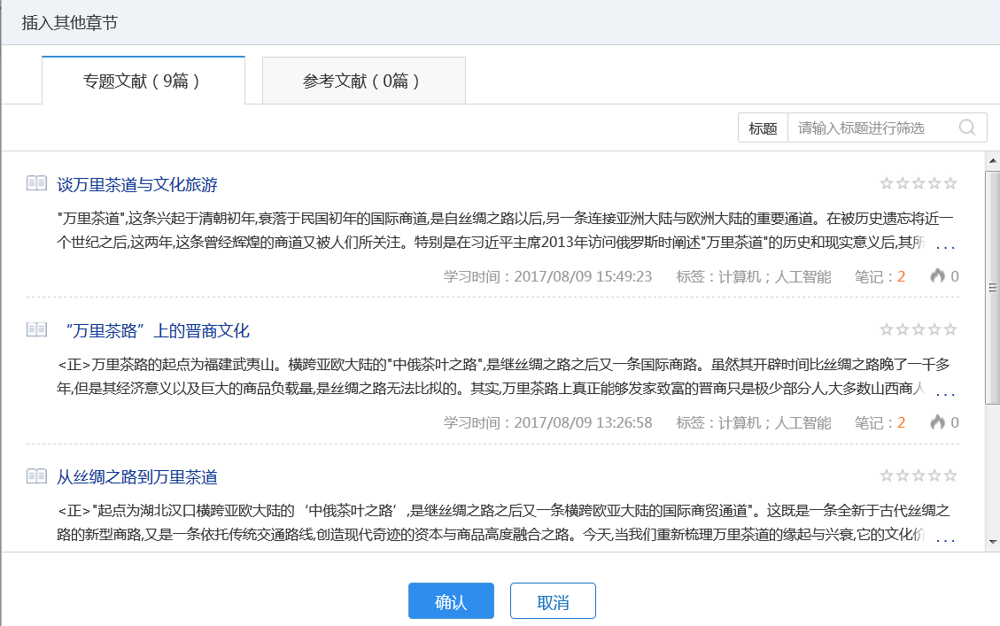 插入其他章节
专题文献（9篇）
参考文献（0篇）
标题
请输入标题进行筛选
谈万里茶道与文化旅游
"万里茶道",这条兴起于清朝初年,衰落于民国初年的国际商道,是自丝绸之路以后,另一条连接亚洲大陆与欧洲大陆的重要通道。在被历史遗忘将近一
个世纪之后,这两年,这条曾经辉煌的商道又被人们所关注。特别是在习近平主席2013年访问俄罗斯时阐述"万里茶道"的历史和现实意义后,其所...
学习时间：2017/08/09 15:49:23 标签：计算机；人工智能 笔记：2 0
“万里茶路”上的晋商文化
<正>万里茶路的起点为福建武夷山。横跨亚欧大陆的"中俄茶叶之路",是继丝绸之路之后又一条国际商路。虽然其开辟时间比丝绸之路晚了一千多
年,但是其经济意义以及巨大的商品负载量,是丝绸之路无法比拟的。其实,万里茶路上真正能够发家致富的晋商只是极少部分人,大多数山西商人...
学习时间：2017/08/09 13:26:58 标签：计算机；人工智能 笔记：2 0
从丝绸之路到万里茶道
<正>"起点为湖北汉口横跨亚欧大陆的‘中俄茶叶之路’,是继丝绸之路之后又一条横跨欧亚大陆的国际商贸通道"。这既是一条全新于古代丝绸之
路的新型商路,又是一条依托传统交通路线,创造现代奇迹的资本与商品高度融合之路。今天,当我们重新梳理万里茶道的缘起与兴衰,它的文化价...
确认
取消